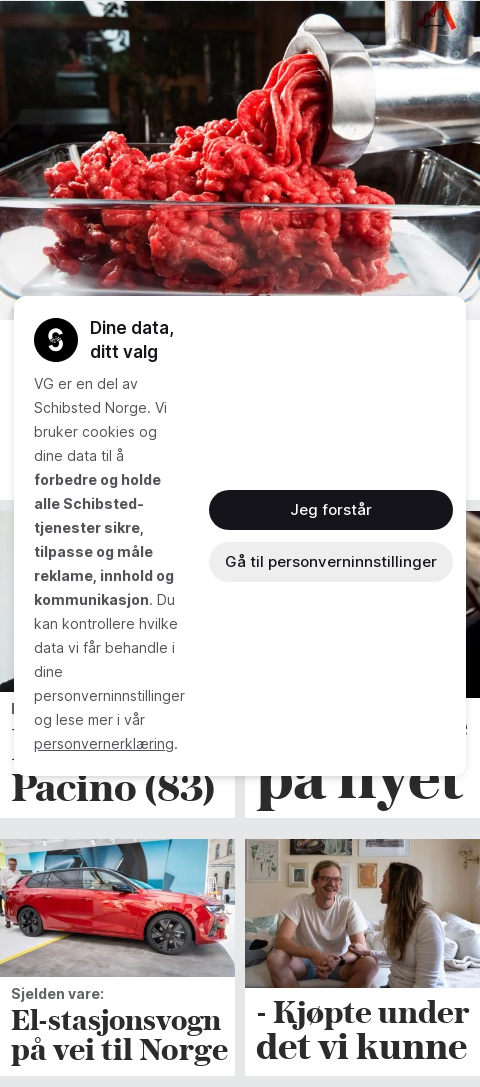 Dine data,
ditt valg
VG er en del av
Schibsted Norge. Vi
bruker cookies og
dine data til å
forbedre og holde
alle Schibsted-
tjenester sikre,
tilpasse og måle
reklame, innhold og
kommunikasjon. Du
kan kontrollere hvilke
data vi får behandle i
dine
personverninnstillinger
og lese mer i vår
personvernerklæring.
Jeg forstår
Gå til personverninnstillinger
Pacino (83)
på nyet
Sjelden vare:
El-stasjonsvogn
på vei til Norge
- Kjøpte under
det vi kunne